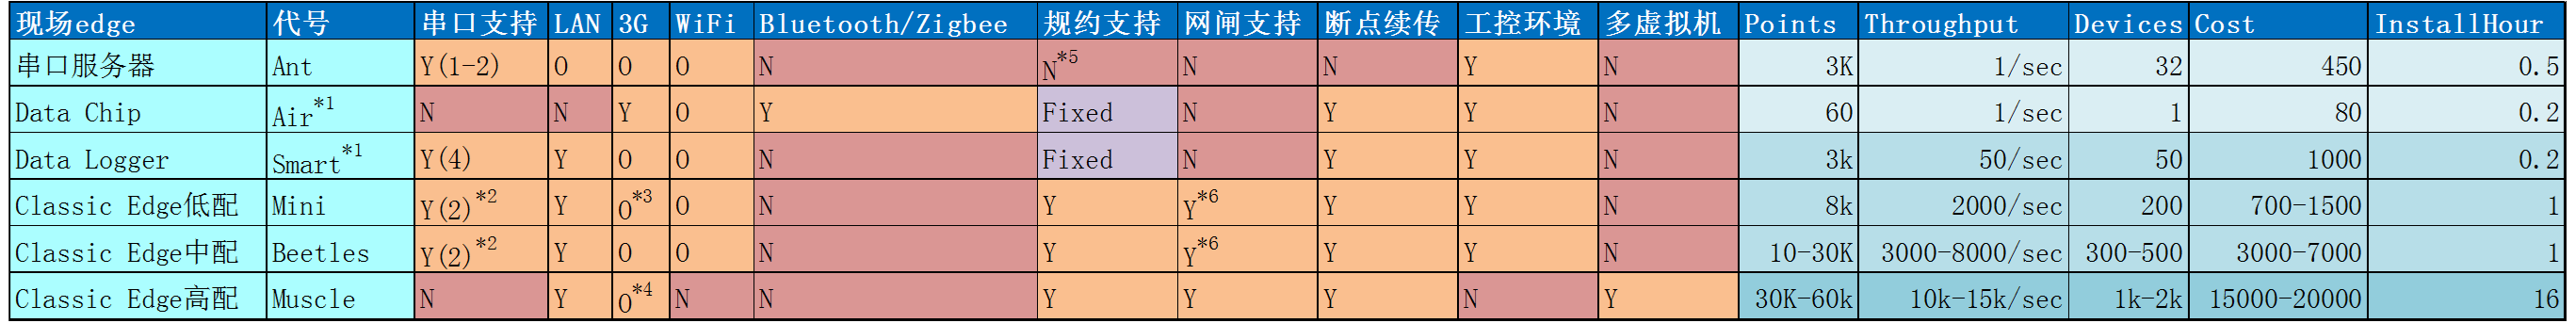 现场edge 代号 串口支持 LAN 3G WiFi Bluetooth/Zigbee 规约支持 网闸支持 断点续传 工控环境 多虚拟机 Points Throughput Devices Cost InstallHour
串口服务器 Ant Y(1-2) O O O N N*5 N N Y N 3K 1/sec 32 450 0.5
Data Chip Air*1 N N Y O Y Fixed N Y Y N 60 1/sec 1 80 0.2
Data Logger Smart*1 Y(4) Y O O N Fixed N Y Y N 3k 50/sec 50 1000 0.2
Classic Edge低配 Mini Y(2)*2 Y O*3 O N Y Y*6 Y Y N 8k 2000/sec 200 700-1500 1
Classic Edge中配 Beetles Y(2)*2 Y O O N Y Y*6 Y Y N 10-30K 3000-8000/sec 300-500 3000-7000 1
Classic Edge高配 Muscle N Y O*4 N N Y Y Y N Y 30K-60k 10k-15k/sec 1k-2k 15000-20000 16